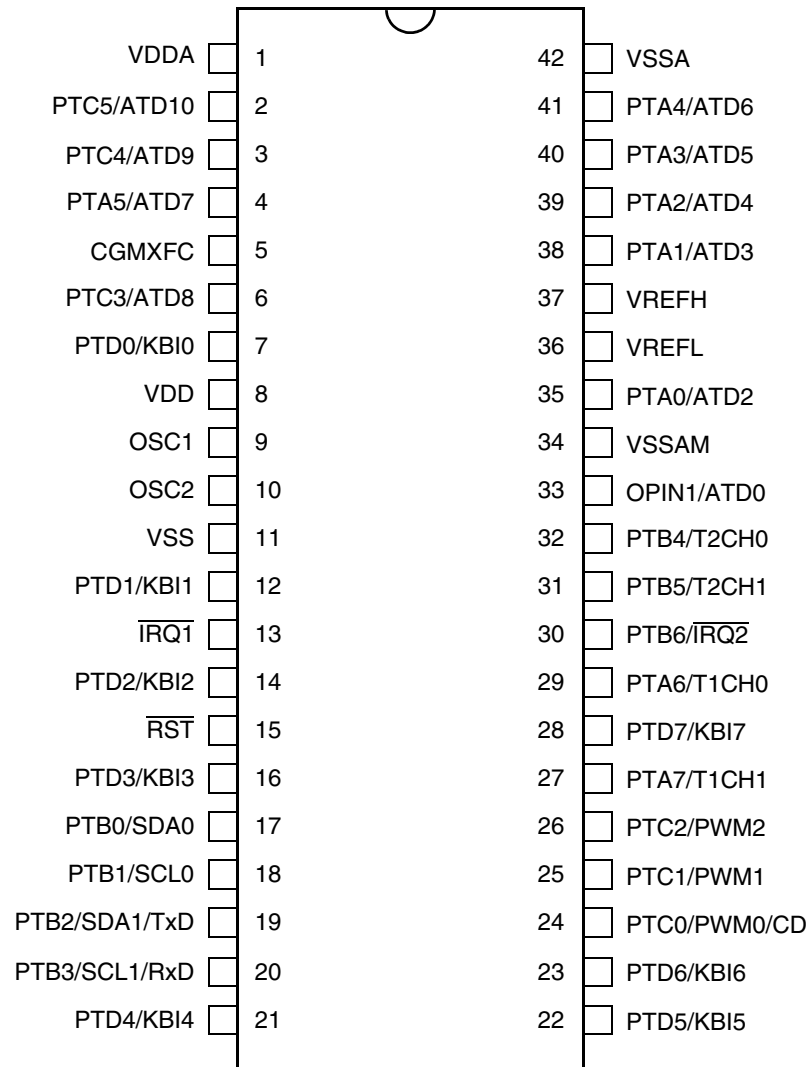 VDDA 1 42 VSSA
PTC5/ATD10 2 41 PTA4/ATD6
PTC4/ATD9 3 40 PTA3/ATD5
PTA5/ATD7 4 39 PTA2/ATD4
CGMXFC 5 38 PTA1/ATD3
PTC3/ATD8 6 37 VREFH
PTD0/KBI0 7 36 VREFL
VDD 8 35 PTA0/ATD2
OSC1 9 34 VSSAM
OSC2 10 33 OPIN1/ATD0
VSS 11 32 PTB4/T2CH0
PTD1/KBI1 12 31 PTB5/T2CH1
I̅R̅Q̅1̅ 13 30 PTB6/I̅R̅Q̅2̅
PTD2/KBI2 14 29 PTA6/T1CH0
R̅S̅T̅ 15 28 PTD7/KBI7
PTD3/KBI3 16 27 PTA7/T1CH1
PTB0/SDA0 17 26 PTC2/PWM2
PTB1/SCL0 18 25 PTC1/PWM1
PTB2/SDA1/TxD 19 24 PTC0/PWM0/CD
PTB3/SCL1/RxD 20 23 PTD6/KBI6
PTD4/KBI4 21 22 PTD5/KBI5